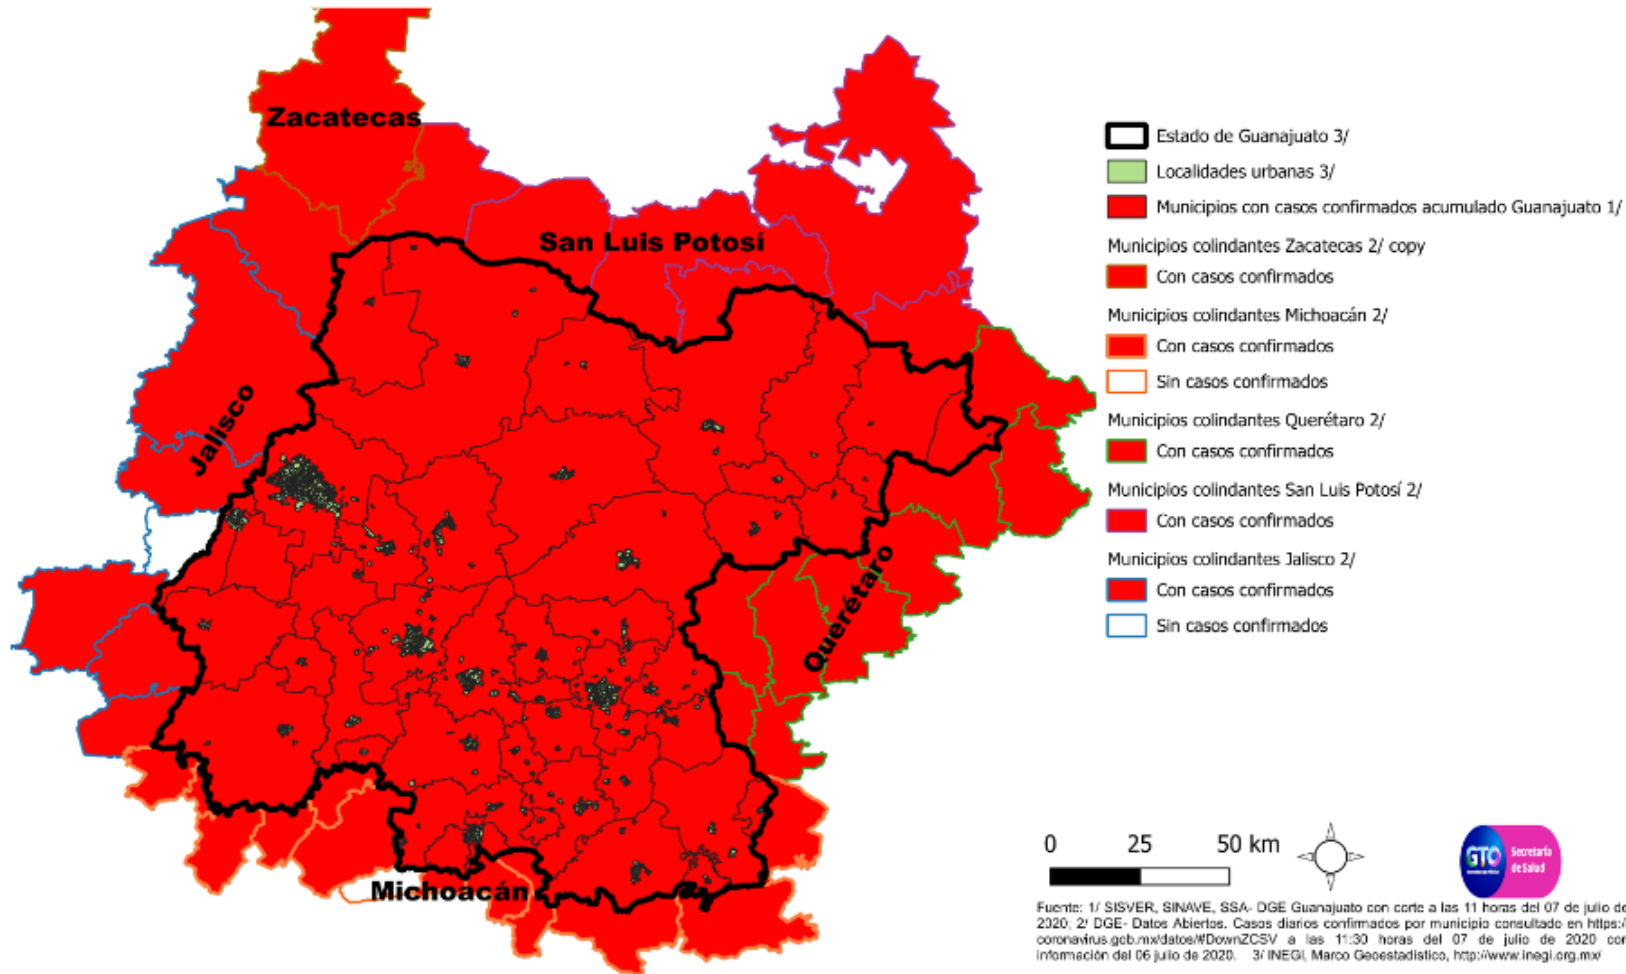 Zacatecas
San Luis Potosí
Jalisco
Querétaro
Michoacán
Estado de Guanajuato 3/
Localidades urbanas 3/
Municipios con casos confirmados acumulado Guanajuato 1/
Municipios colindantes Zacatecas 2/ copy
Con casos confirmados
Municipios colindantes Michoacán 2/
Con casos confirmados
Sin casos confirmados
Municipios colindantes Querétaro 2/
Con casos confirmados
Municipios colindantes San Luis Potosí 2/
Con casos confirmados
Municipios colindantes Jalisco 2/
Con casos confirmados
Sin casos confirmados
0 25 50 km
GTO
Secretaría
de Salud
Fuente: 1/ SISVER, SINAVE, SSA- DGE Guanajuato con corte a las 11 horas del 07 de julio de
2020; 2/ DGE- Datos Abiertos. Casos diarios confirmados por municipio consultado en https:/
coronavirus.gob.mx/datos/#DownZCSV a las 11:30 horas del 07 de julio de 2020 con
información del 06 julio de 2020. 3/ INEGI, Marco Geoestadístico, http://www.inegi.org.mx/